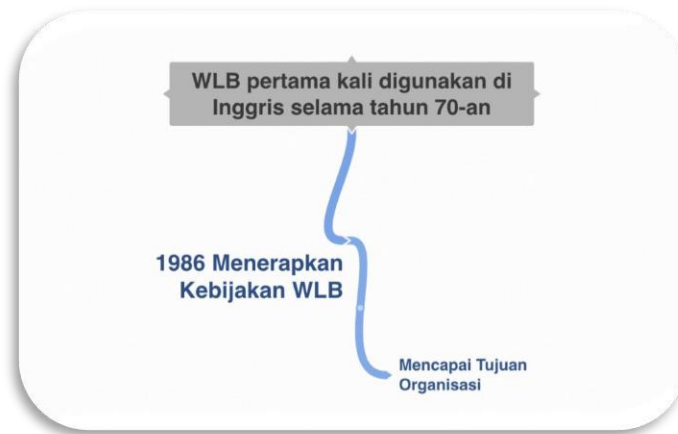 WLB pertama kali digunakan di
Inggris selama tahun 70-an
1986 Menerapkan
Kebijakan WLB
Mencapai Tujuan
Organisasi